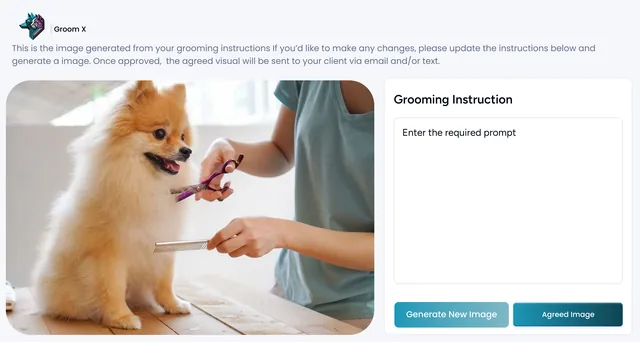 Groom X
This is the image generated from your grooming instructions If you’d like to make any changes, please update the instructions below and
generate a image. Once approved,  the agreed visual will be sent to your client via email and/or text.
Grooming Instruction
Enter the required prompt
Generate New Image
Agreed Image